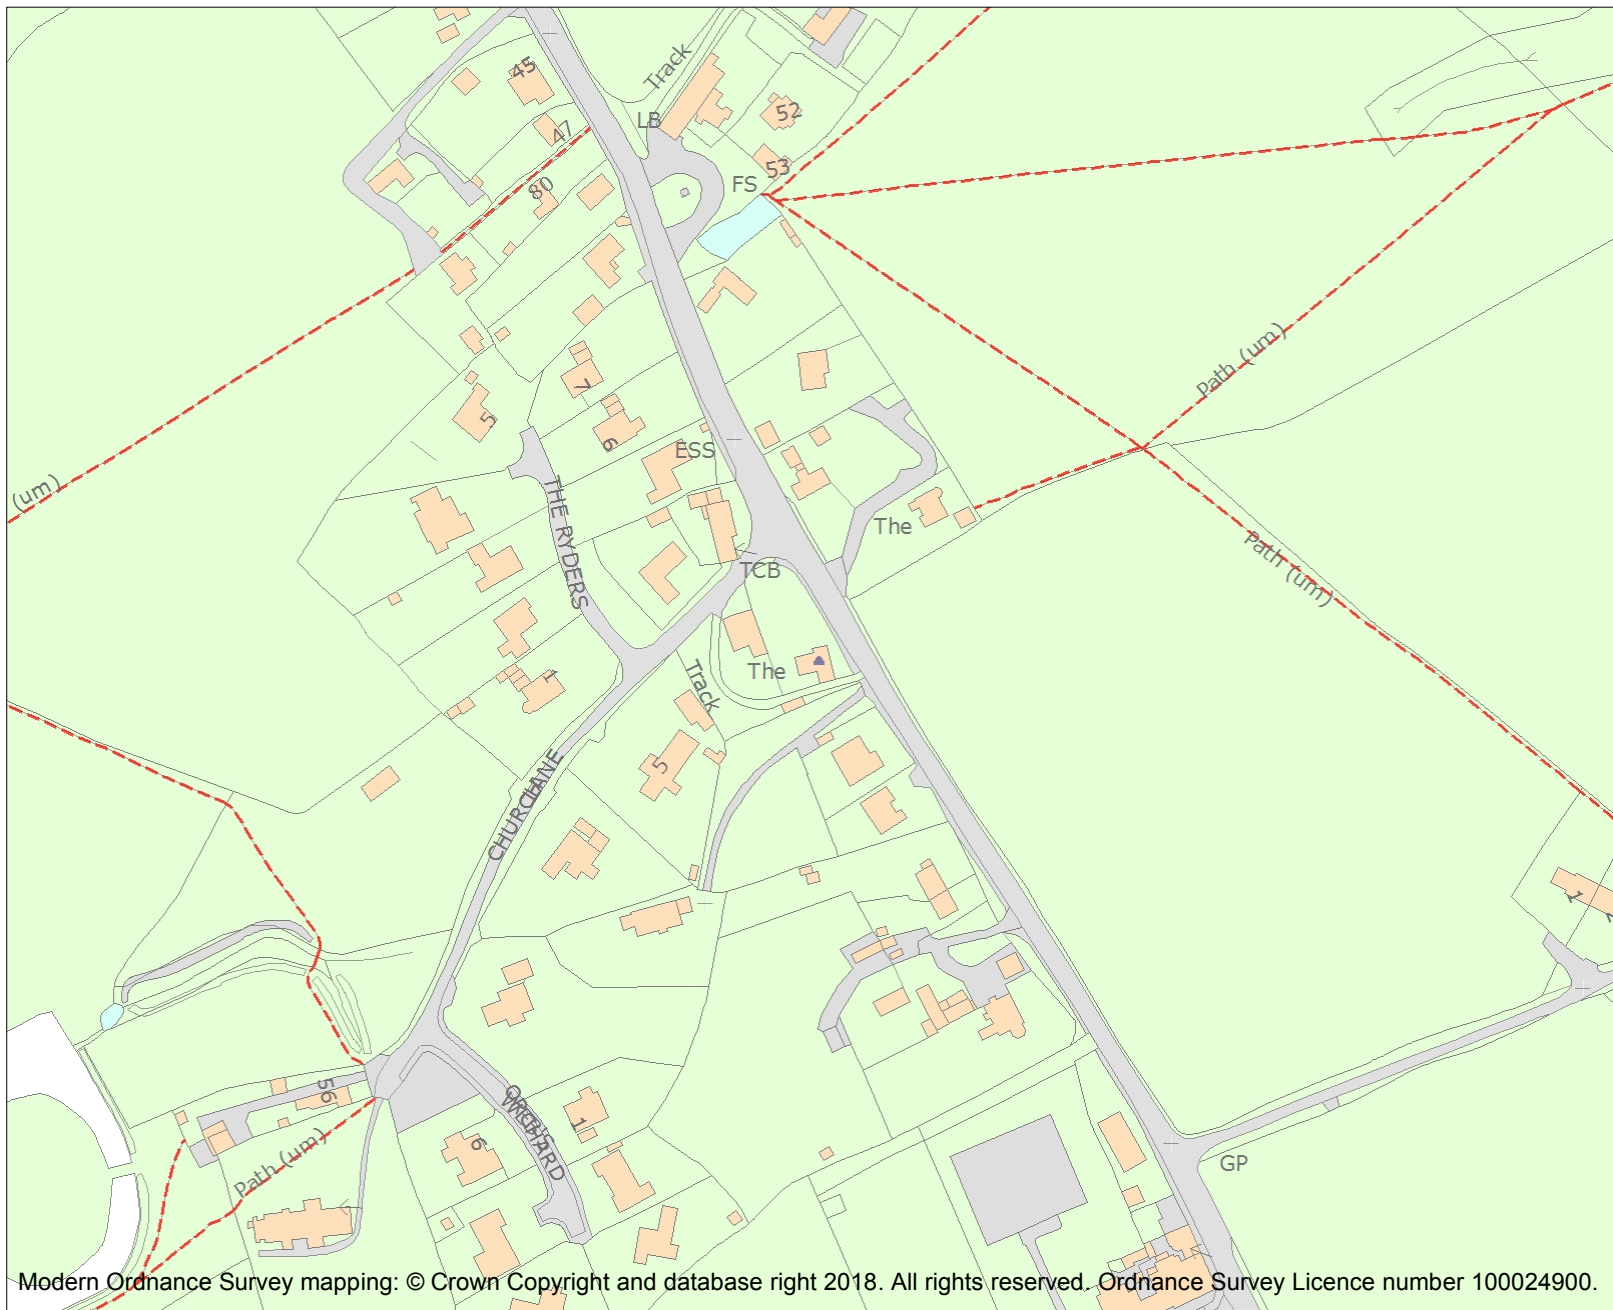 45
Track
LB
52
47
53
80
FS
7
5
6
ESS
Path (um)
(um)
THE RYDERS
The
Path (um)
TCB
The
Track
1
5
CHURCH LANE
1
56
1
6
Path (um)
ORCHARD
GP
Modern Ordnance Survey mapping: © Crown Copyright and database right 2018. All rights reserved. Ordnance Survey Licence number 100024900.